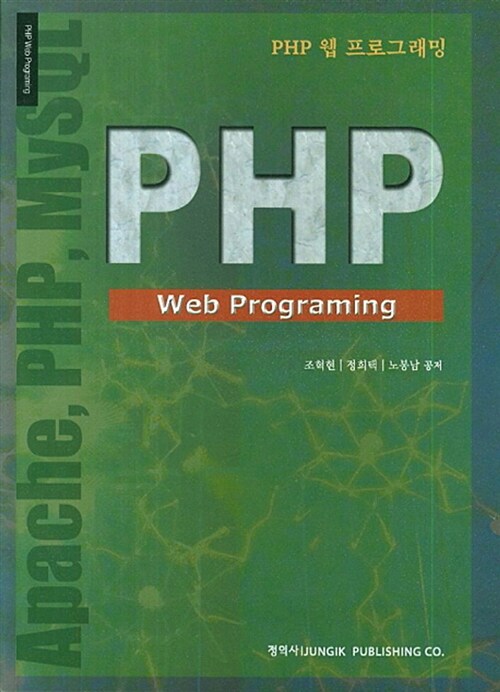 PHP Web Programing
Apache, PHP, MySQL
PHP 웹 프로그래밍
PHP
Web Programing
조혁현 | 정희택 | 노봉남 공저
정익사|JUNGIK PUBLISHING CO.